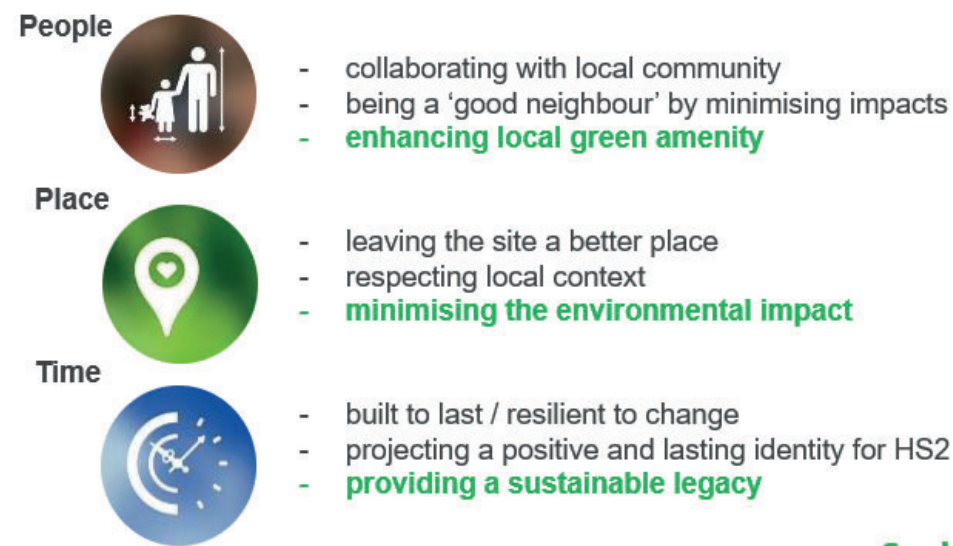 People
- collaborating with local community
- being a ‘good neighbour’ by minimising impacts
- enhancing local green amenity
Place
- leaving the site a better place
- respecting local context
- minimising the environmental impact
Time
- built to last / resilient to change
- projecting a positive and lasting identity for HS2
- providing a sustainable legacy